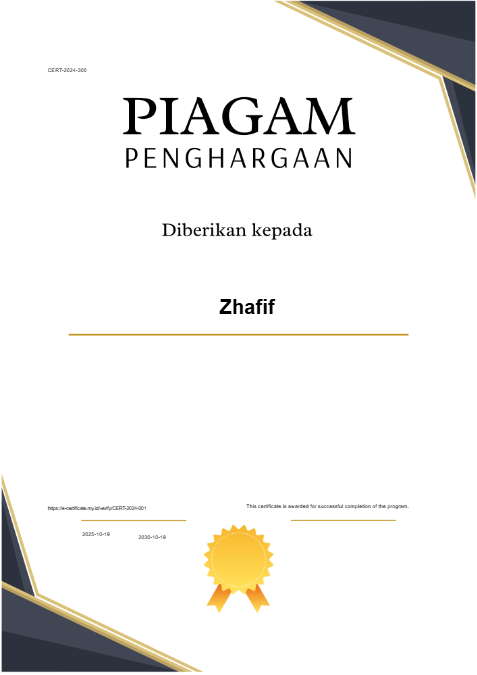 CERT-2024-300
PIAGAM
PENGHARGAAN
Diberikan kepada
Zhafif
https://e-certificate.my.id/verify/CERT-2024-001
This certificate is awarded for successful completion of the program.
2025-10-19
2030-10-19